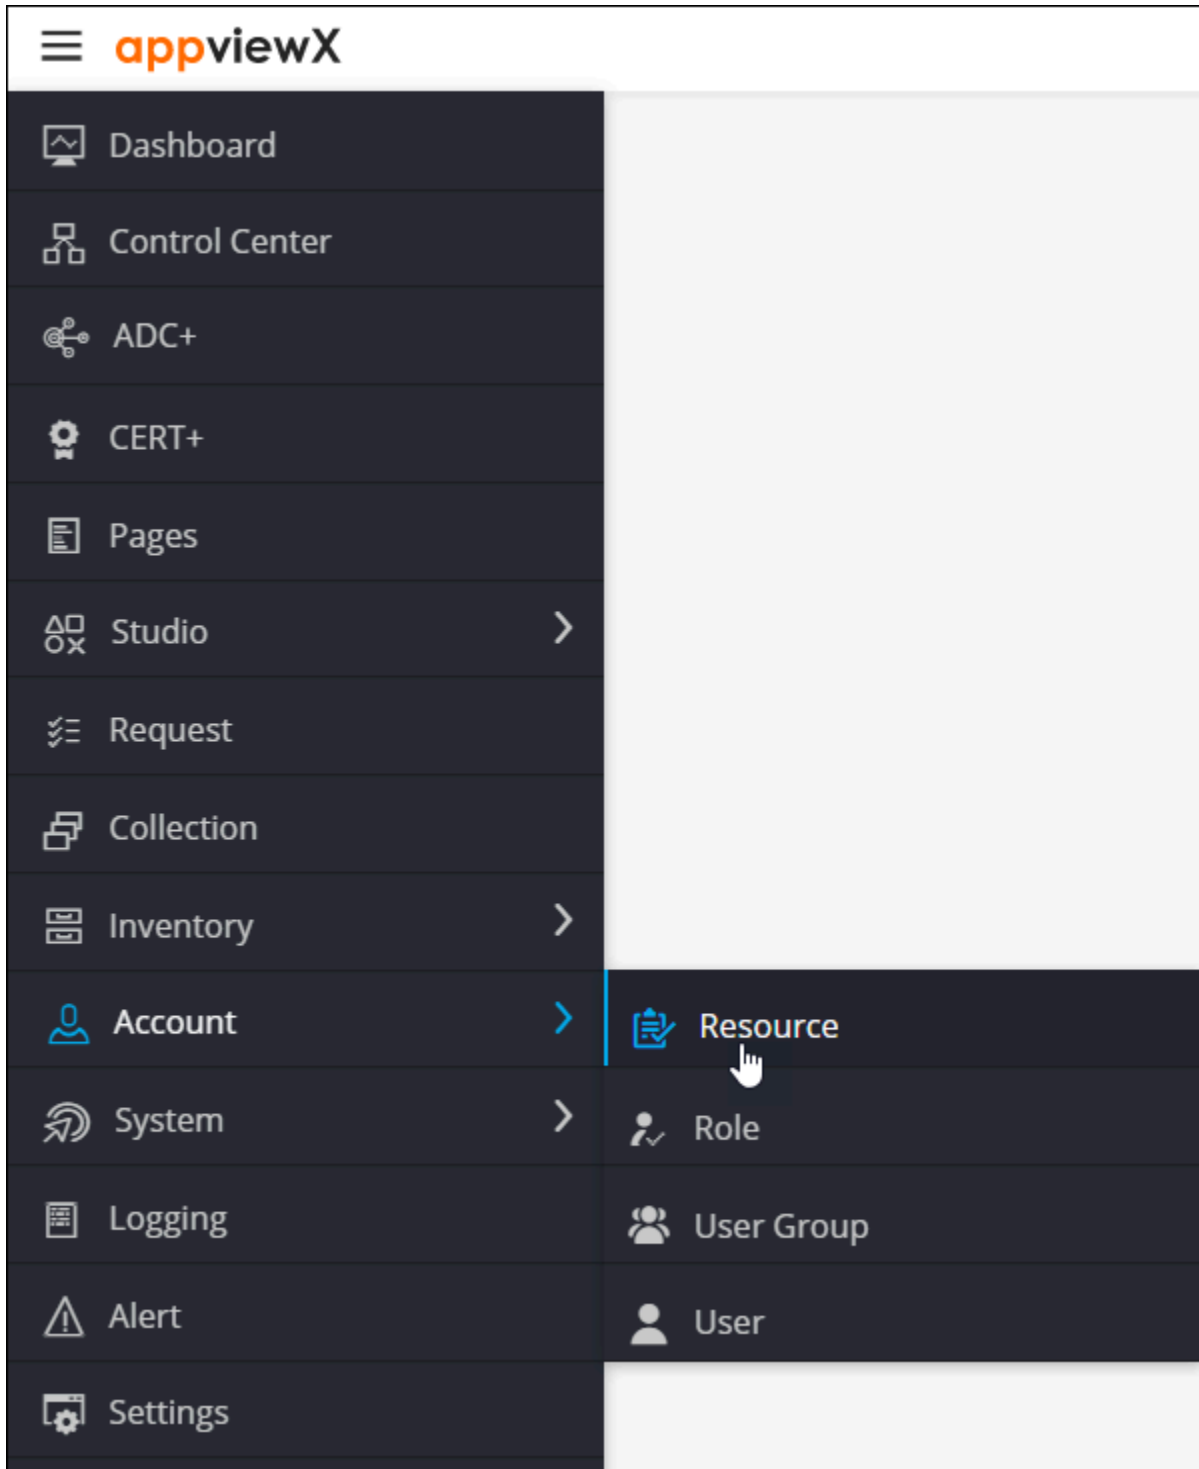 appviewX
Dashboard
Control Center
ADC+
CERT+
Pages
Studio
Request
Collection
Inventory
Account
Resource
System
Role
Logging
User Group
Alert
User
Settings